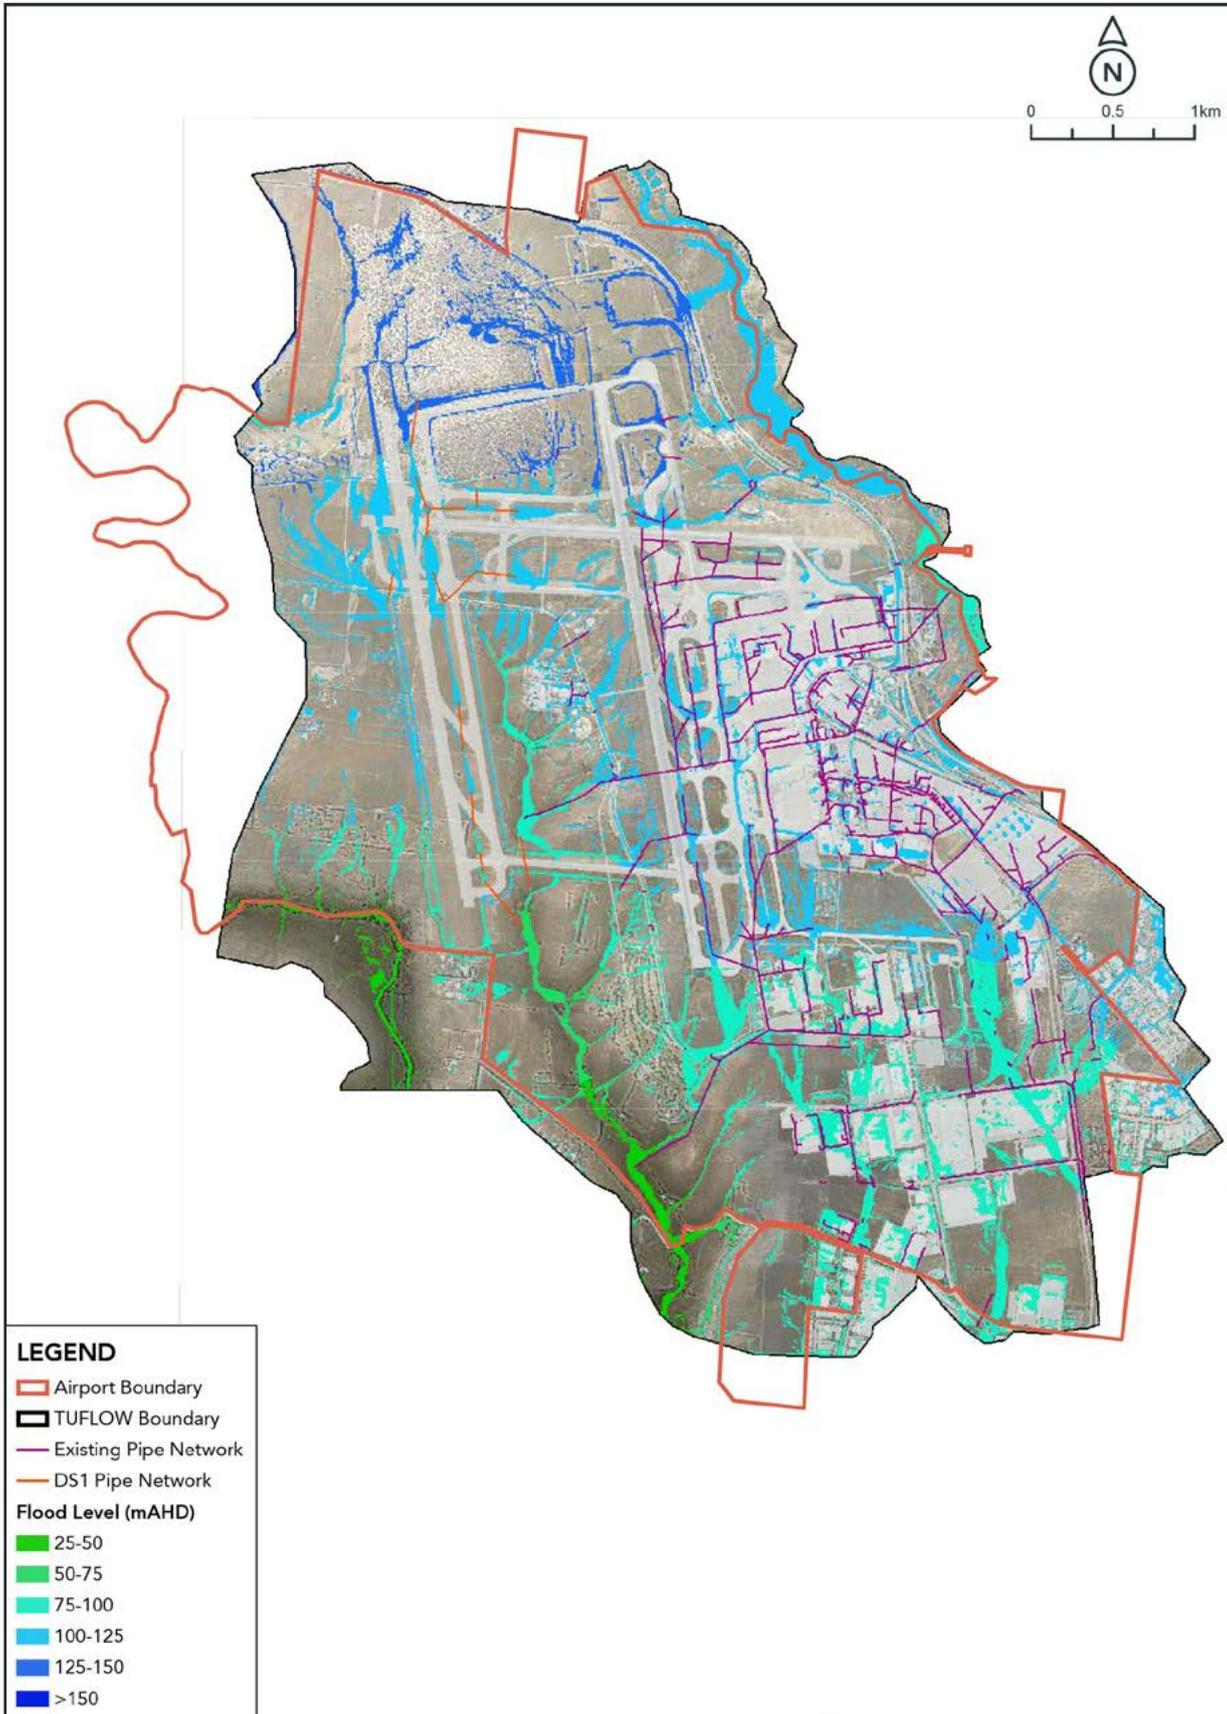 N
0 0.5 1km
LEGEND
Airport Boundary
TUFLOW Boundary
Existing Pipe Network
DS1 Pipe Network
Flood Level (mAHD)
25-50
50-75
75-100
100-125
125-150
>150